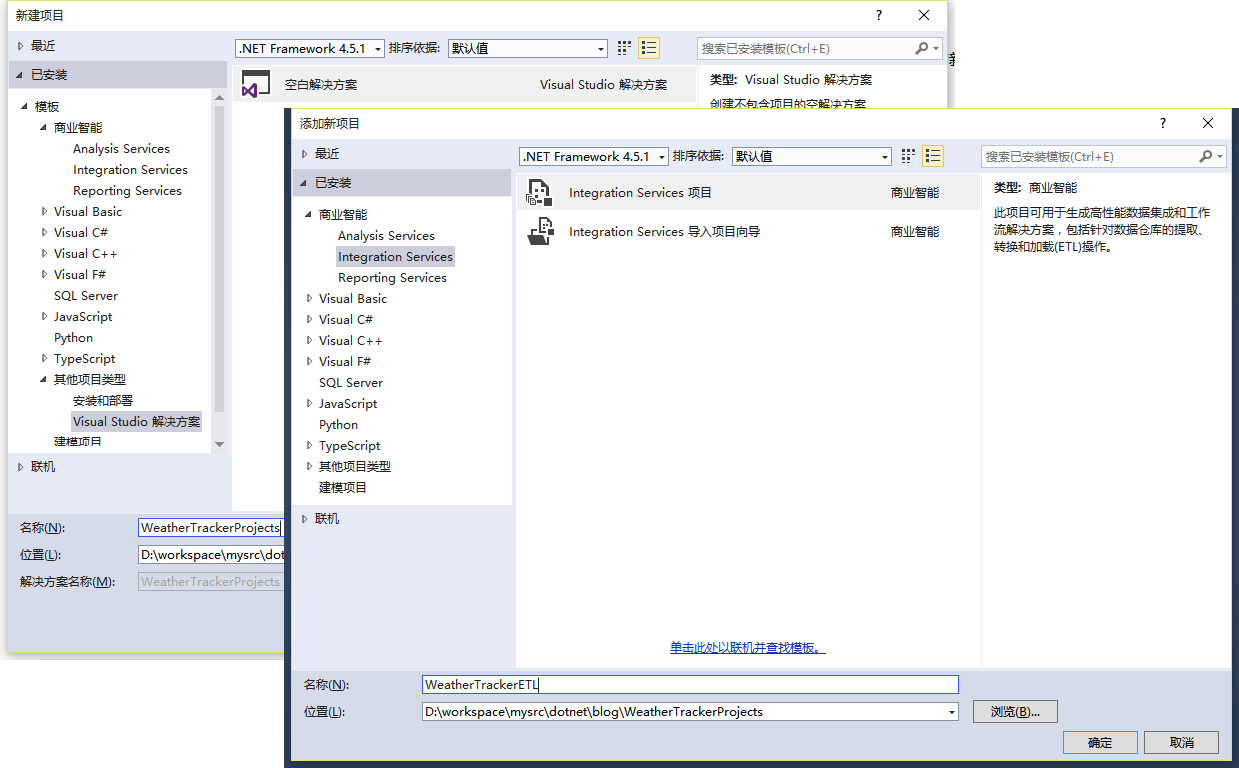 新建项目
?
最近
.NET Framework 4.5.1
排序依据:
默认值
搜索已安装模板(Ctrl+E)
已安装
空白解决方案
Visual Studio 解决方案
类型: Visual Studio 解决方案
创建不包含项目的空解决方案
模板
商业智能
Analysis Services
Integration Services
Reporting Services
Visual Basic
Visual C#
Visual C++
Visual F#
SQL Server
JavaScript
Python
TypeScript
其他项目类型
安装和部署
Visual Studio 解决方案
建模项目
联机
名称(N):
WeatherTrackerProjects
位置(L):
D:\workspace\mysrc\dot
解决方案名称(M):
WeatherTrackerProjects
添加新项目
?
最近
.NET Framework 4.5.1
排序依据:
默认值
搜索已安装模板(Ctrl+E)
已安装
Integration Services 项目
商业智能
Integration Services 导入项目向导
商业智能
类型: 商业智能
此项目可用于生成高性能数据集成和工作
流解决方案，包括针对数据仓库的提取、
转换和加载(ETL)操作。
商业智能
Analysis Services
Integration Services
Reporting Services
Visual Basic
Visual C#
Visual C++
Visual F#
SQL Server
JavaScript
Python
TypeScript
其他项目类型
建模项目
联机
单击此处以联机并查找模板。
名称(N):
WeatherTrackerETL
位置(L):
D:\workspace\mysrc\dotnet\blog\WeatherTrackerProjects
浏览(B)...
确定
取消